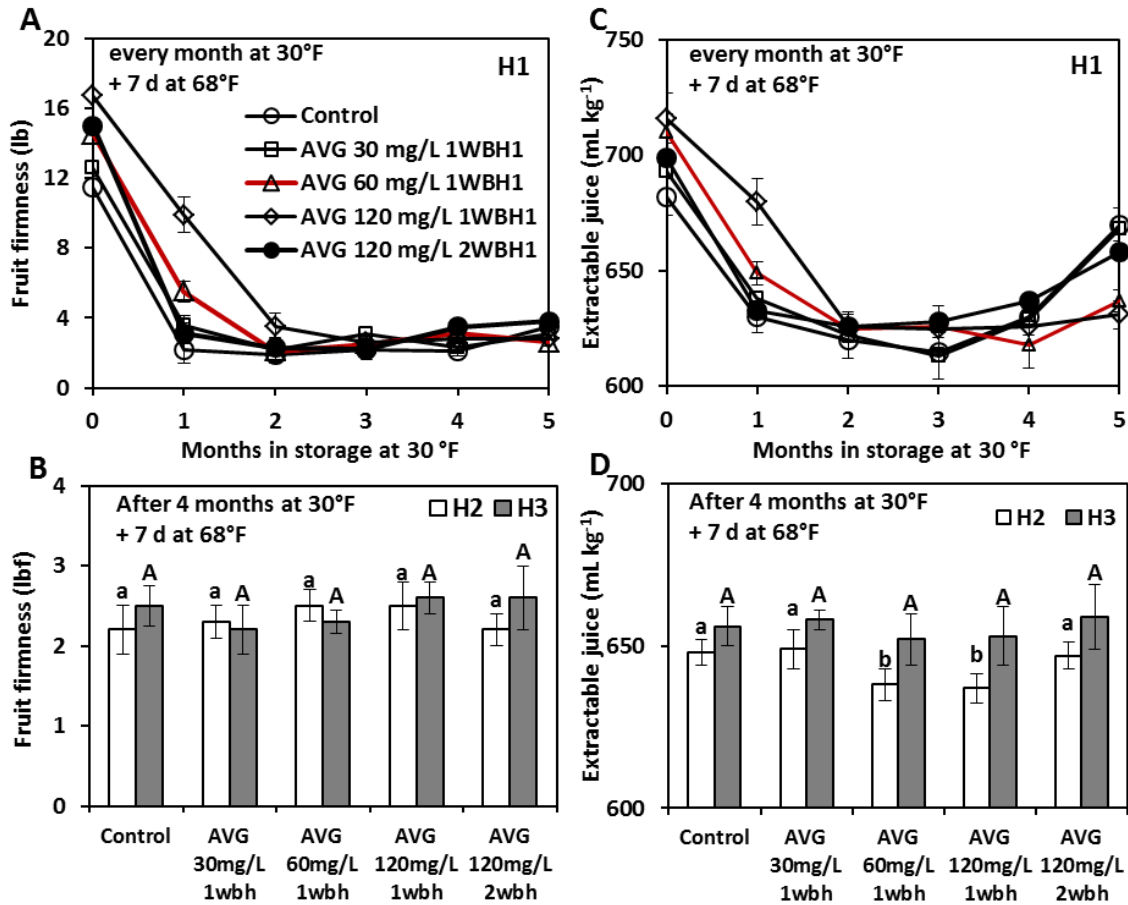 A
every month at 30°F
+ 7 d at 68°F
H1
Control
AVG 30 mg/L 1WBH1
AVG 60 mg/L 1WBH1
AVG 120 mg/L 1WBH1
AVG 120 mg/L 2WBH1
Fruit firmness (lb)
20
16
12
8
4
0
0 1 2 3 4 5
Months in storage at 30 °F
C
every month at 30°F
+ 7 d at 68°F
H1
Extractable juice (mL kg⁻¹)
750
700
650
600
0 1 2 3 4 5
Months in storage at 30 °F
B
After 4 months at 30°F
+ 7 d at 68°F
H2 H3
Fruit firmness (lbf)
4
3
2
1
0
a A a A a A a A a A
Control AVG AVG AVG AVG
30mg/L 60mg/L 120mg/L 120mg/L
1wbh 1wbh 1wbh 2wbh
D
After 4 months at 30°F
+ 7 d at 68°F
H2 H3
Extractable juice (mL kg⁻¹)
700
650
600
a A a A b A b A a A
Control AVG AVG AVG AVG
30mg/L 60mg/L 120mg/L 120mg/L
1wbh 1wbh 1wbh 2wbh